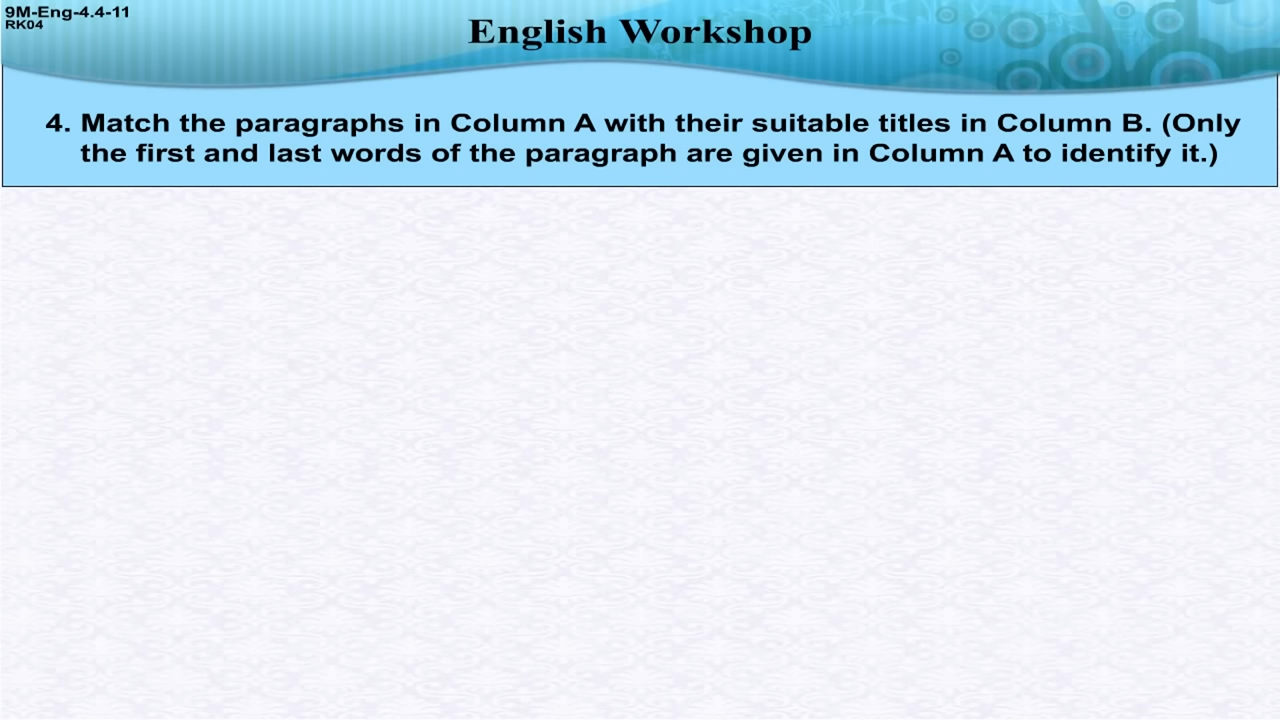 9M-Eng-4.4-11
RK04
English Workshop
4. Match the paragraphs in Column A with their suitable titles in Column B. (Only
the first and last words of the paragraph are given in Column A to identify it.)